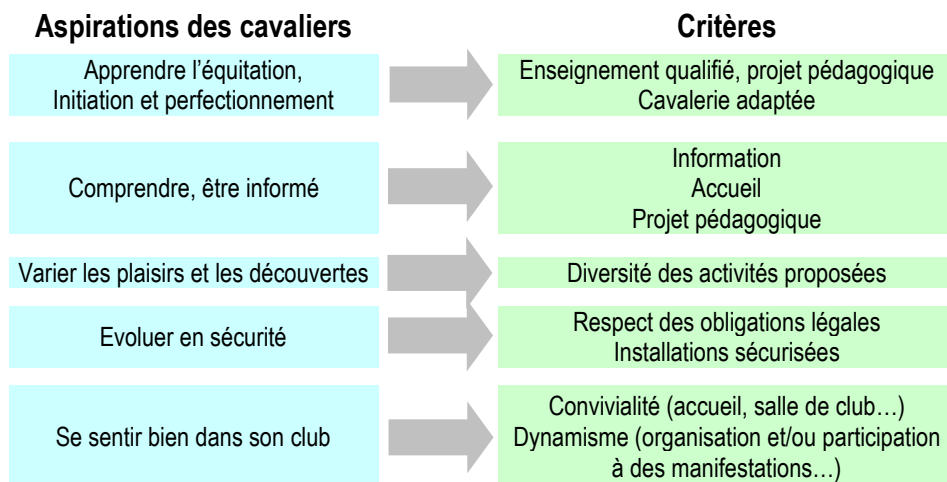 Aspirations des cavaliers
Critères
Apprendre l'équitation,
Initiation et perfectionnement
Enseignement qualifié, projet pédagogique
Cavalerie adaptée
Comprendre, être informé
Information
Accueil
Projet pédagogique
Varier les plaisirs et les découvertes
Diversité des activités proposées
Evoluer en sécurité
Respect des obligations légales
Installations sécurisées
Se sentir bien dans son club
Convivialité (accueil, salle de club…)
Dynamisme (organisation et/ou participation
à des manifestations…)